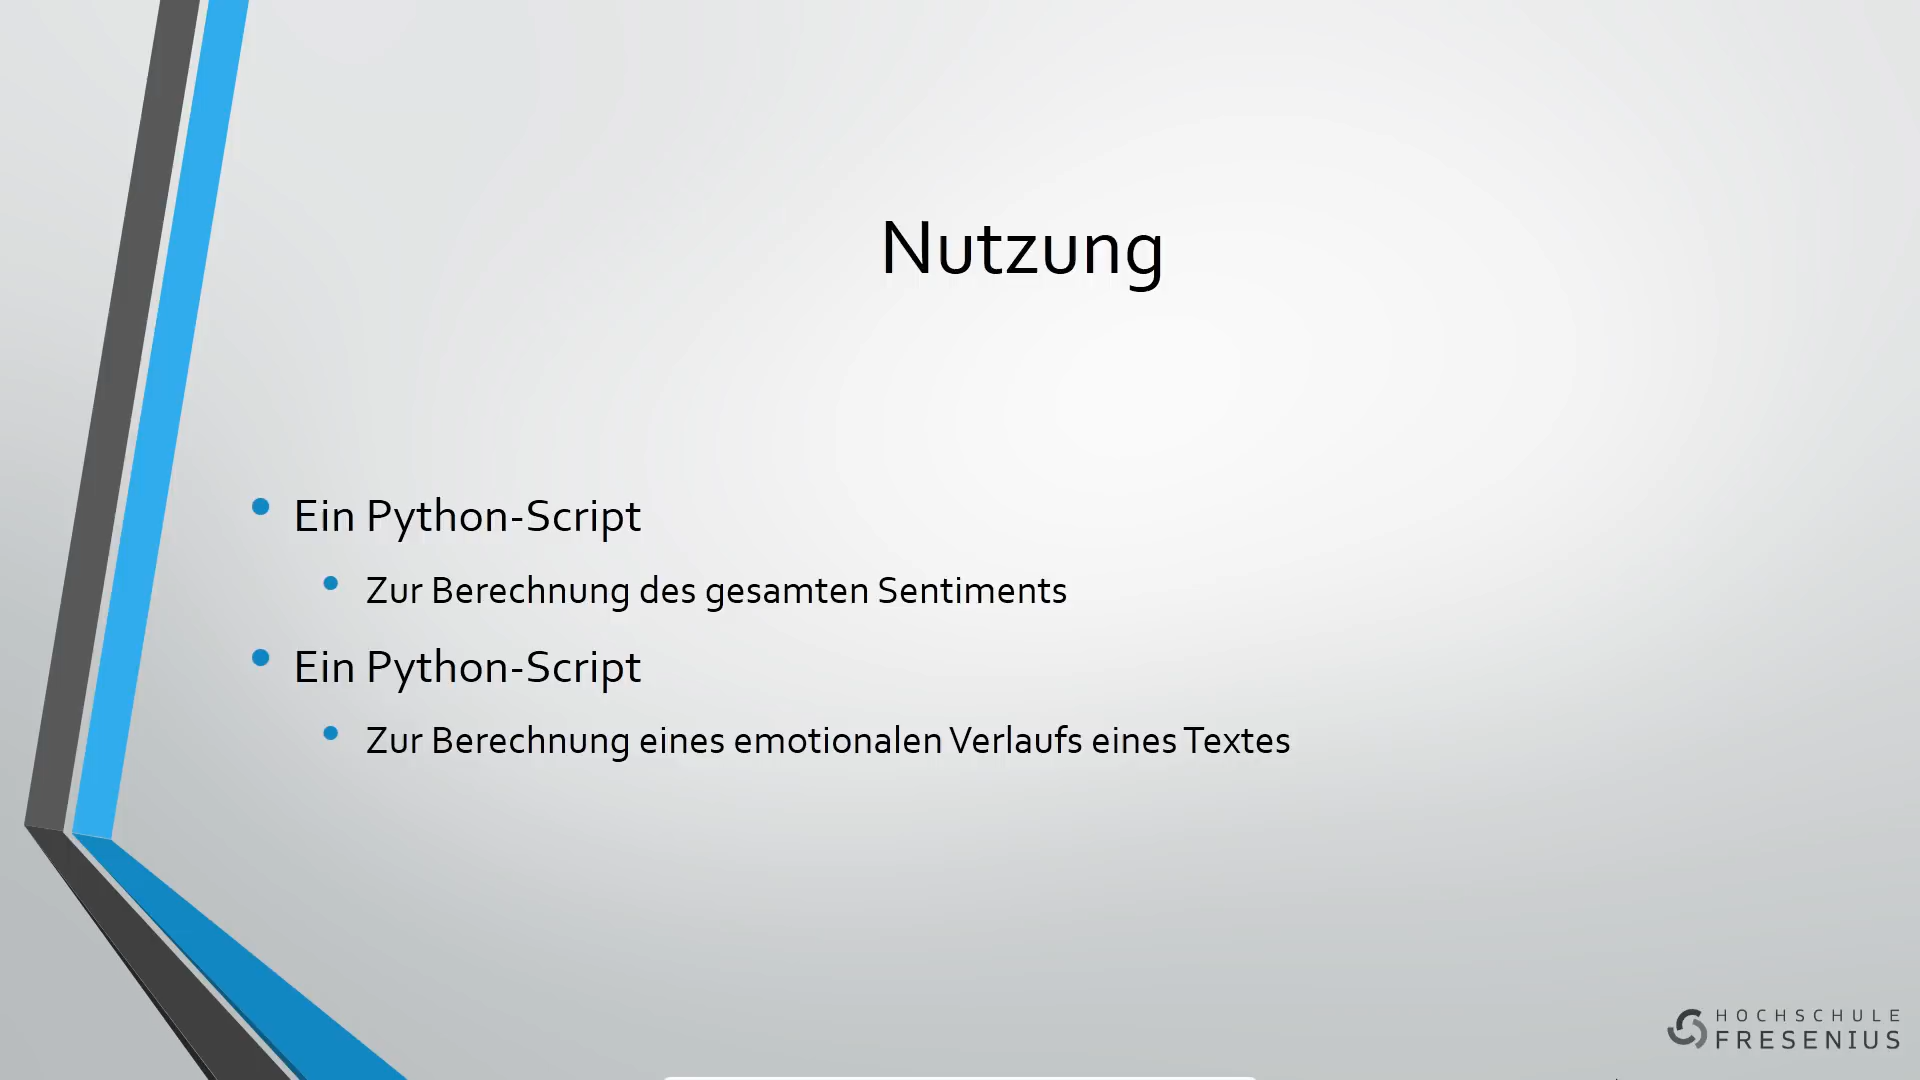 Nutzung
Ein Python-Script
Zur Berechnung des gesamten Sentiments
Ein Python-Script
Zur Berechnung eines emotionalen Verlaufs eines Textes
HOCHSCHULE
FRESENIUS